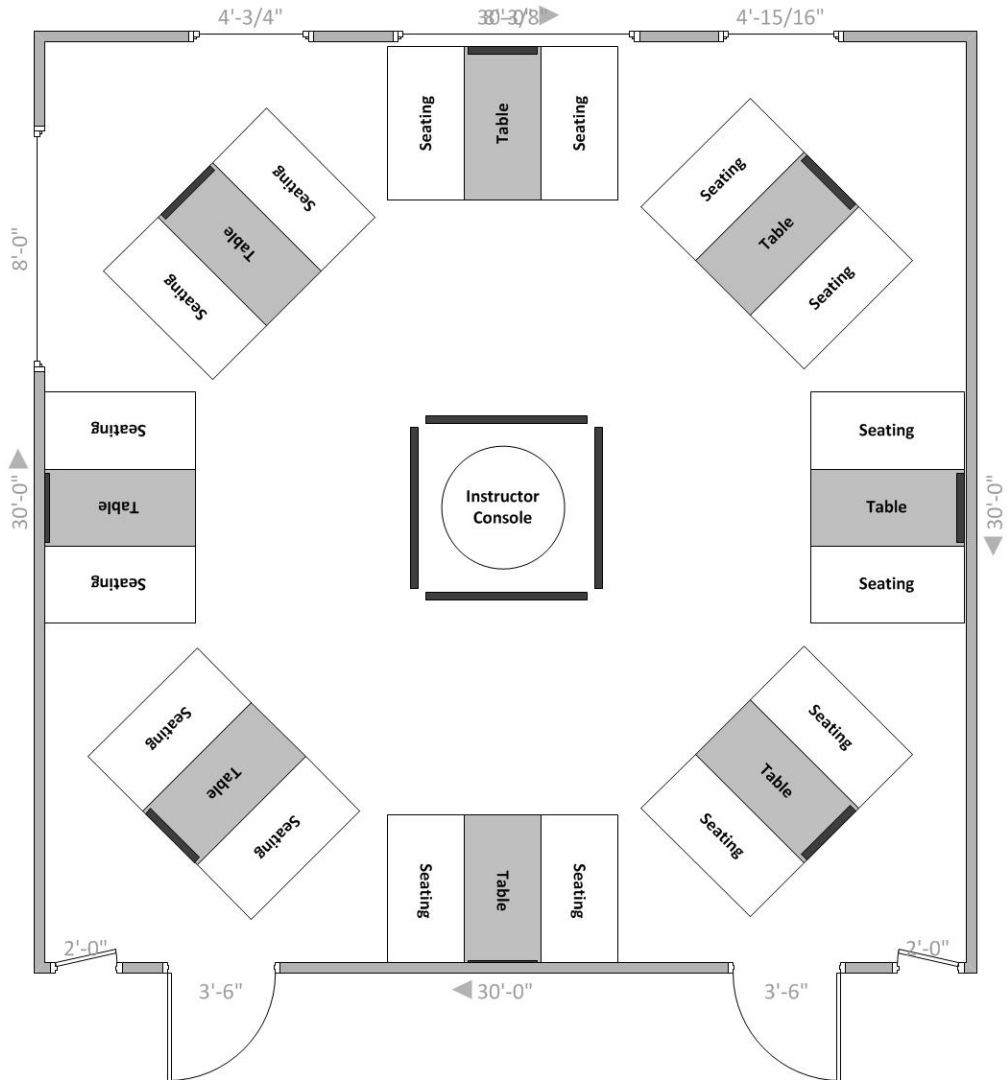 4'-3/4"
4'-15/16"
Seating
Table
Seating
Seating
Table
Seating
Seating
Table
Seating
8'-0"
Seating
Table
Seating
30'-0"
Instructor
Console
Seating
Table
Seating
30'-0"
Seating
Table
Seating
Seating
Table
Seating
Seating
Table
Seating
2'-0"
2'-0"
3'-6"
30'-0"
3'-6"